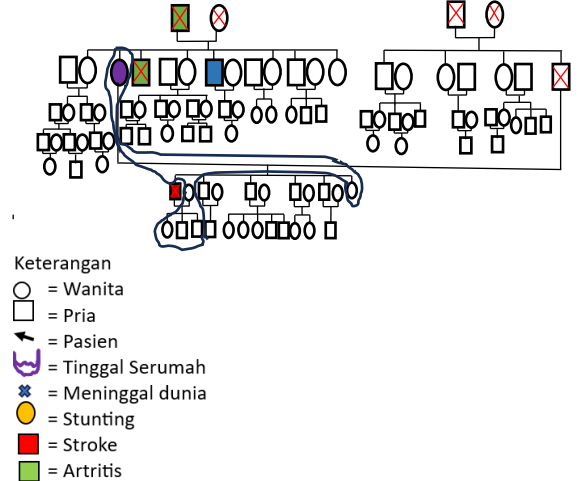 Keterangan
= Wanita
= Pria
= Pasien
= Tinggal Serumah
= Meninggal dunia
= Stunting
= Stroke
= Artritis